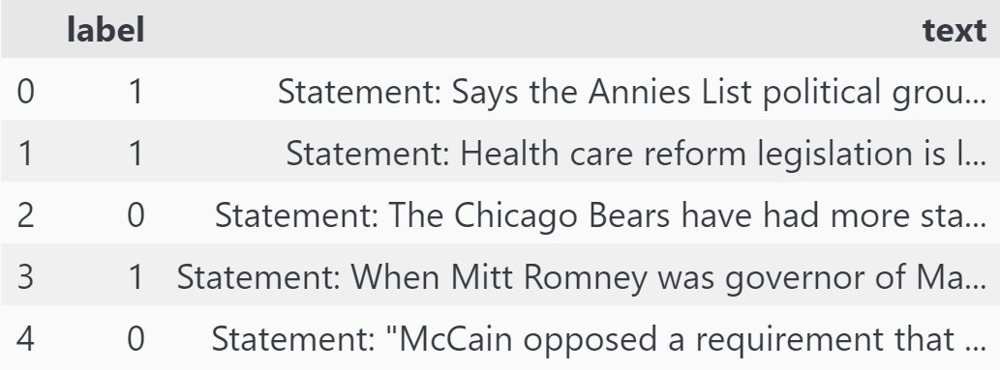 label text
0 1 Statement: Says the Annies List political grou...
1 1 Statement: Health care reform legislation is l...
2 0 Statement: The Chicago Bears have had more sta...
3 1 Statement: When Mitt Romney was governor of Ma...
4 0 Statement: "McCain opposed a requirement that ...